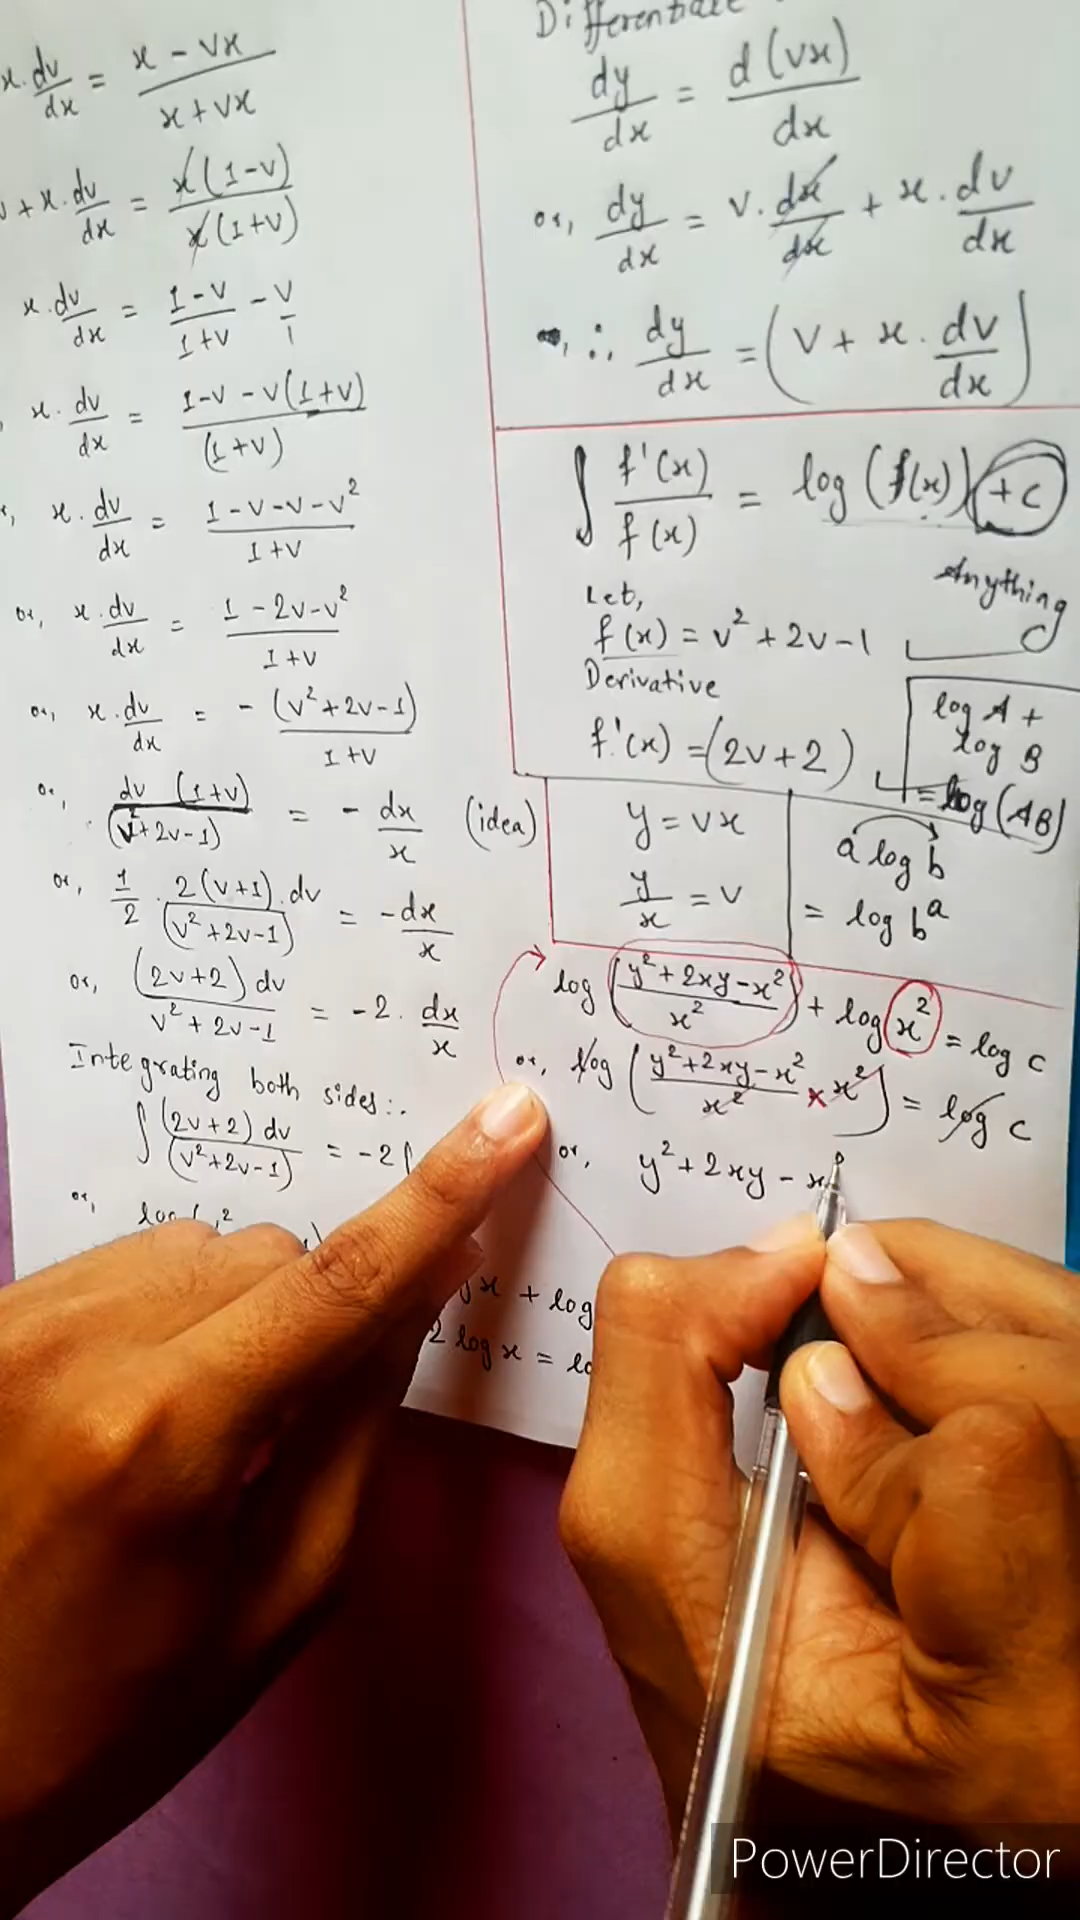 x. dv/dx = (x - vx)/(x + vx)
v + x. dv/dx = x(1-v)/x(1+v)
x. dv/dx = (1-v)/(1+v) - v/1
x. dv/dx = (1-v - v(1+v))/(1+v)
or, x. dv/dx = (1-v-v-v²)/(1+v)
or, x. dv/dx = (1-2v-v²)/(1+v)
or, x. dv/dx = -(v²+2v-1)/(1+v)
or, dv (1+v)/(v²+2v-1) = - dx/x (idea)
or, 1/2 . 2(v+1).dv/(v²+2v-1) = -dx/x
or, (2v+2) dv/(v²+2v-1) = -2. dx/x
Integrating both sides:.
∫ (2v+2) dv/(v²+2v-1) = -2∫
or,
log x + log
2 log x = lo
Differentiate
dy/dx = d(vx)/dx
or, dy/dx = v. dx/dx + x. dv/dx
∴ dy/dx = (v + x. dv/dx)
∫ f'(x)/f(x) = log (f(x)) + c
Anything
Let,
f(x) = v² + 2v - 1
Derivative
f'(x) = (2v+2)
log A +
log B
= log (AB)
y = vx
y/x = v
a log b
= log bᵃ
log ((y²+2xy-x²)/x²) + log x² = log c
or, log ((y²+2xy-x²)/x² × x²) = log c
or, y²+2xy-x²
PowerDirector